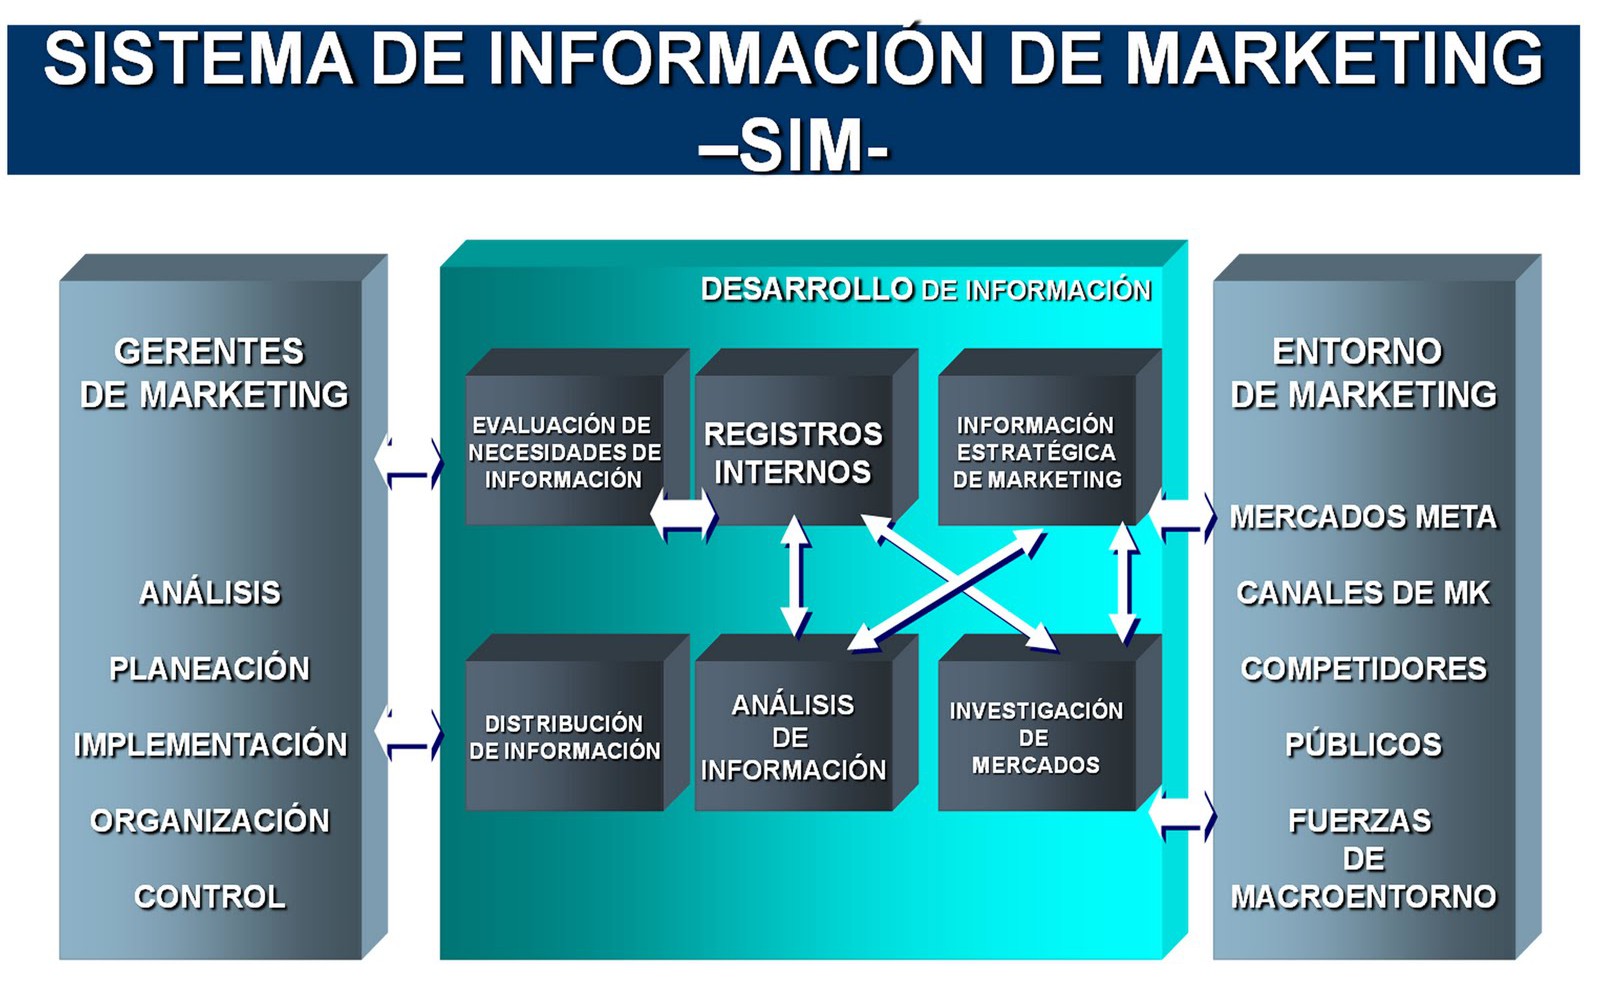 SISTEMA DE INFORMACIÓN DE MARKETING
–SIM-
GERENTES
DE MARKETING
ANÁLISIS
PLANEACIÓN
IMPLEMENTACIÓN
ORGANIZACIÓN
CONTROL
DESARROLLO DE INFORMACIÓN
EVALUACIÓN DE
NECESIDADES DE
INFORMACIÓN
REGISTROS
INTERNOS
INFORMACIÓN
ESTRATÉGICA
DE MARKETING
DISTRIBUCIÓN
DE INFORMACIÓN
ANÁLISIS
DE
INFORMACIÓN
INVESTIGACIÓN
DE
MERCADOS
ENTORNO
DE MARKETING
MERCADOS META
CANALES DE MK
COMPETIDORES
PÚBLICOS
FUERZAS
DE
MACROENTORNO